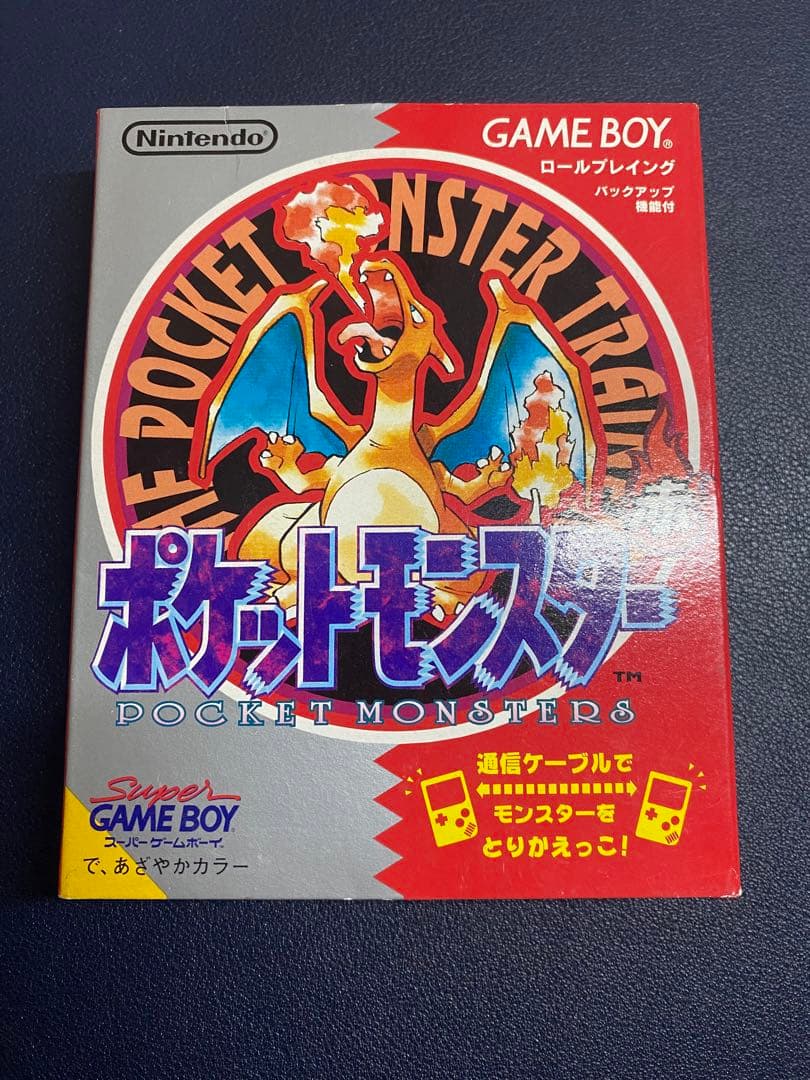 Nintendo®
GAME BOY®
ロールプレイング
バックアップ
機能付
POCKET MONSTER
赤
ポケットモンスター
TM
POCKET MONSTERS
通信ケーブルで
モンスターを
とりかえっこ!
Super
GAME BOY
スーパーゲームボーイ
で、あざやかカラー